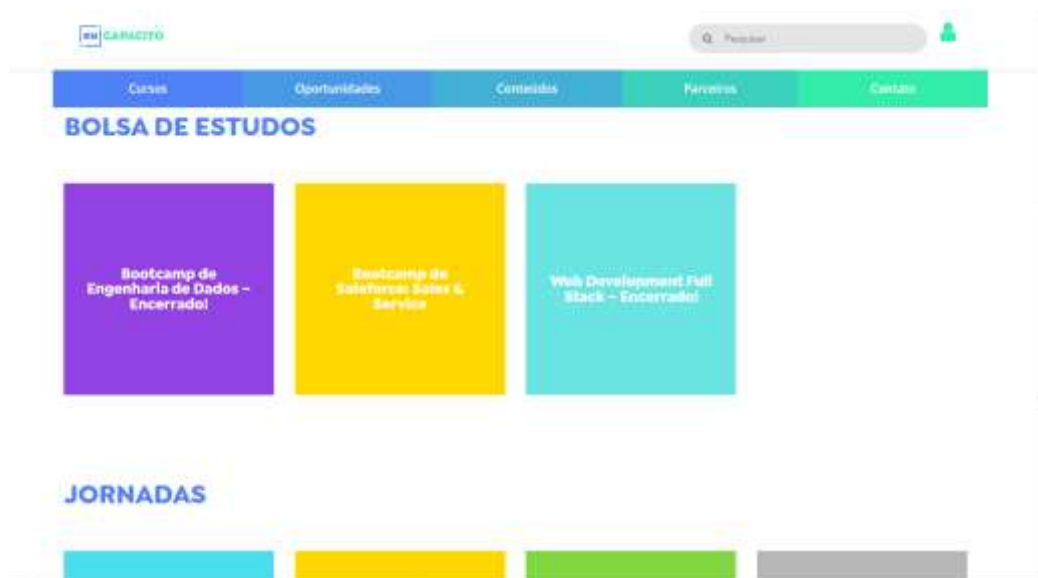 CAPACITO
Pesquisar
Cursos
Oportunidades
Conteúdos
Parceiros
Contato
BOLSA DE ESTUDOS
Bootcamp de
Engenharia de Dados –
Encerrado!
Bootcamp de
Salesforce: Sales &
Service
Web Development Full
Stack – Encerrado!
JORNADAS